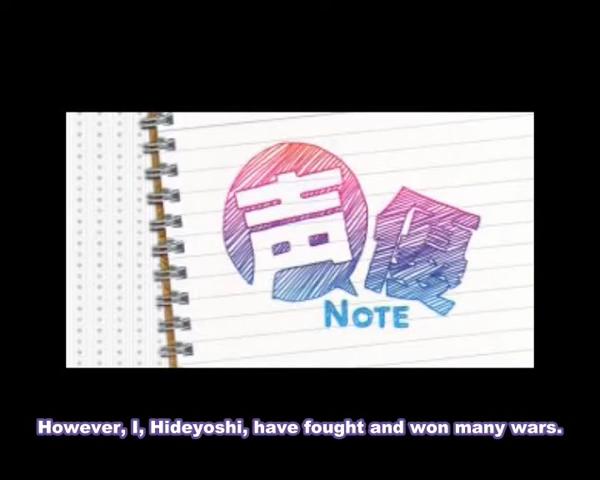 声優
NOTE
However, I, Hideyoshi, have fought and won many wars.